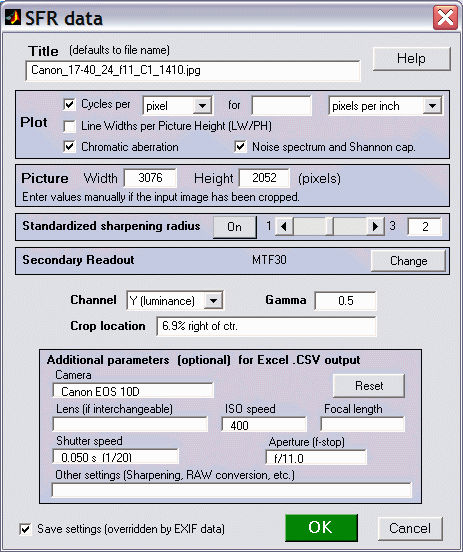 SFR data
Title (defaults to file name)
Help
Canon_17-40_24_f11_C1_1410.jpg
Plot
Cycles per pixel for pixels per inch
Line Widths per Picture Height (LW/PH)
Chromatic aberration Noise spectrum and Shannon cap.
Picture Width 3076 Height 2052 (pixels)
Enter values manually if the input image has been cropped.
Standardized sharpening radius On 1 3 2
Secondary Readout MTF30 Change
Channel Y (luminance) Gamma 0.5
Crop location 6.9% right of ctr.
Additional parameters (optional) for Excel .CSV output
Camera
Canon EOS 10D
Reset
Lens (if interchangeable) ISO speed Focal length
400
Shutter speed Aperture (f-stop)
0.050 s (1/20) f/11.0
Other settings (Sharpening, RAW conversion, etc.)
Save settings (overridden by EXIF data) OK Cancel